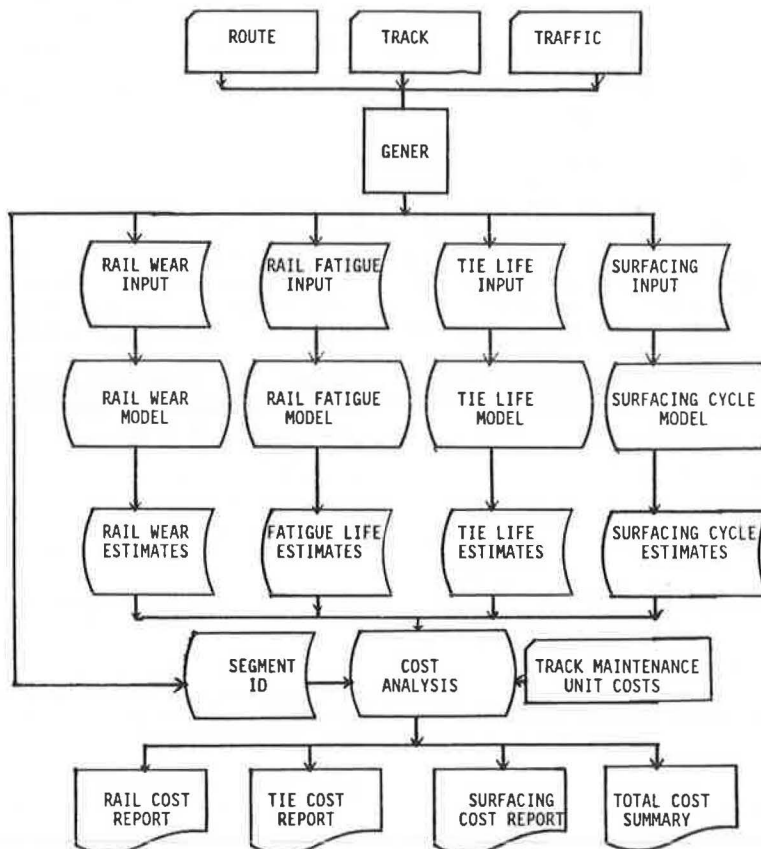 ROUTE
TRACK
TRAFFIC
GENER
RAIL WEAR
INPUT
RAIL FATIGUE
INPUT
TIE LIFE
INPUT
SURFACING
INPUT
RAIL WEAR
MODEL
RAIL FATIGUE
MODEL
TIE LIFE
MODEL
SURFACING CYCLE
MODEL
RAIL WEAR
ESTIMATES
FATIGUE LIFE
ESTIMATES
TIE LIFE
ESTIMATES
SURFACING CYCLE
ESTIMATES
SEGMENT
ID
COST
ANALYSIS
TRACK MAINTENANCE
UNIT COSTS
RAIL COST
REPORT
TIE COST
REPORT
SURFACING
COST REPORT
TOTAL COST
SUMMARY